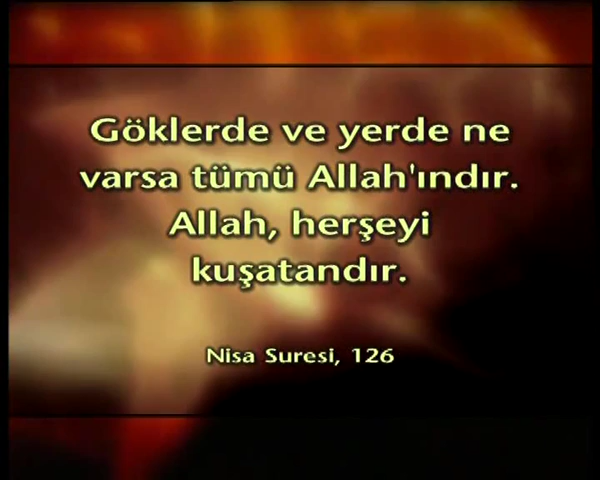 Göklerde ve yerde ne
varsa tümü Allah'ındır.
Allah, herşeyi
kuşatandır.
Nisa Suresi, 126